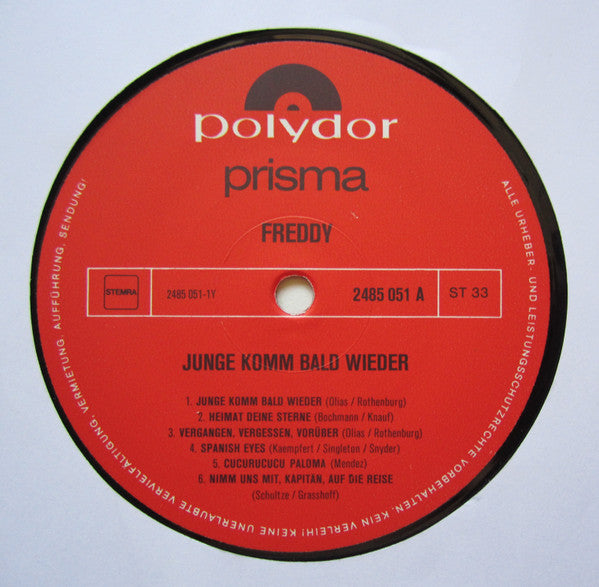 polydor
prisma
FREDDY
STEMRA
2485 051-1Y
2485 051 A
ST 33
JUNGE KOMM BALD WIEDER
1. JUNGE KOMM BALD WIEDER (Olias / Rothenburg)
2. HEIMAT DEINE STERNE (Bochmann / Knauf)
3. VERGANGEN, VERGESSEN, VORÜBER (Olias / Rothenburg)
4. SPANISH EYES (Kaempfert / Singleton / Snyder)
5. CUCURUCUCU PALOMA (Mendez)
6. NIMM UNS MIT, KAPITÄN, AUF DIE REISE
(Schultze / Grasshoff)
ALLE URHEBER- UND LEISTUNGSSCHUTZRECHTE VORBEHALTEN. KEIN VERLEIH! KEINE UNERLAUBTE VERVIELFÄLTIGUNG, VERMIETUNG, AUFFÜHRUNG, SENDUNG!